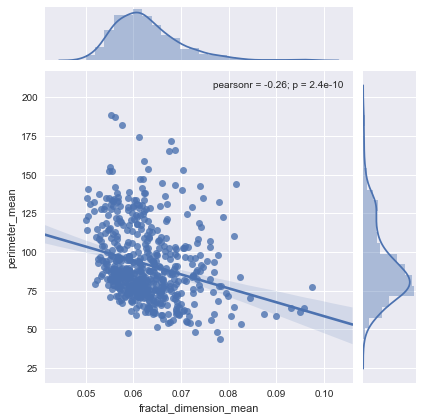 pearsonr = -0.26; p = 2.4e-10
200
175
150
125
100
75
50
25
perimeter_mean
0.05 0.06 0.07 0.08 0.09 0.10
fractal_dimension_mean